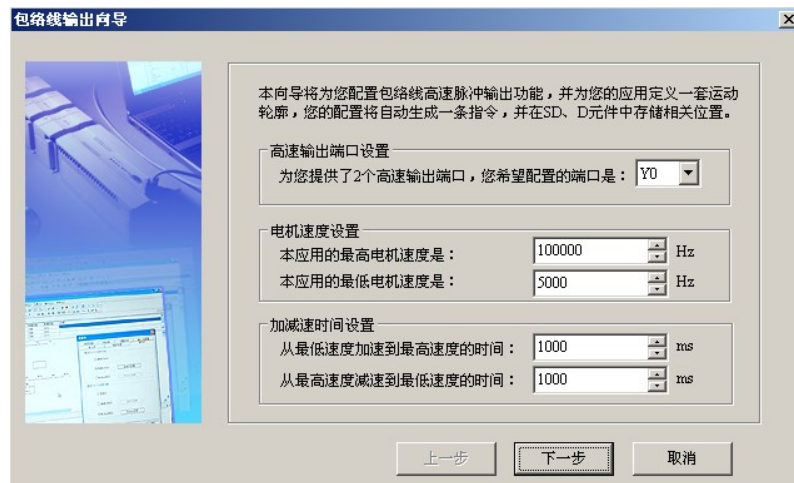 包络线输出向导
本向导将为您配置包络线高速脉冲输出功能，并为您的应用定义一套运动
轮廓，您的配置将自动生成一条指令，并在SD、D元件中存储相关位置。
高速输出端口设置
为您提供了2个高速输出端口，您希望配置的端口是： Y0
电机速度设置
本应用的最高电机速度是： 100000 Hz
本应用的最低电机速度是： 5000 Hz
加减速时间设置
从最低速度加速到最高速度的时间： 1000 ms
从最高速度减速到最低速度的时间： 1000 ms
上一步 下一步 取消